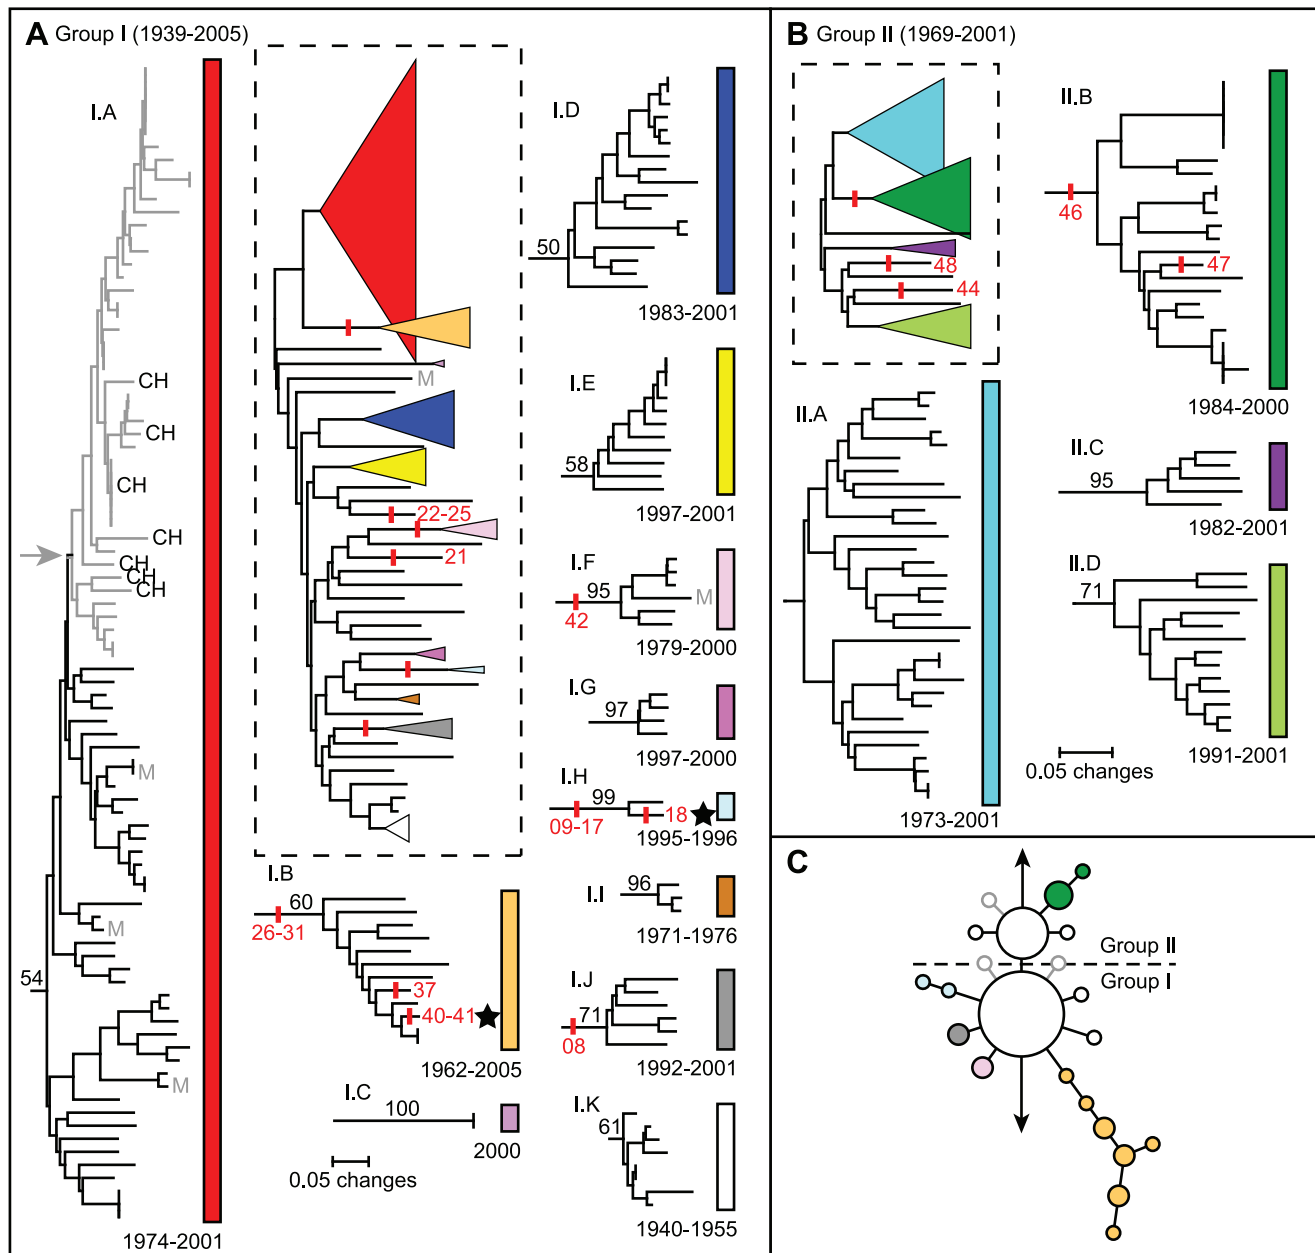 A Group I (1939-2005)
I.A
CH
CH
CH
CH
CH
CH
CH
M
M
M
54
1974-2001
M
22-25
21
I.B
60
26-31
37
40-41
1962-2005
I.C
100
2000
0.05 changes
I.D
50
1983-2001
I.E
58
1997-2001
I.F
95
M
42
1979-2000
I.G
97
1997-2000
I.H
99
09-17
18
1995-1996
I.I
96
1971-1976
I.J
71
08
1992-2001
I.K
61
1940-1955
B Group II (1969-2001)
48
44
II.A
1973-2001
II.B
46
47
1984-2000
II.C
95
1982-2001
II.D
71
1991-2001
0.05 changes
C
Group II
Group I